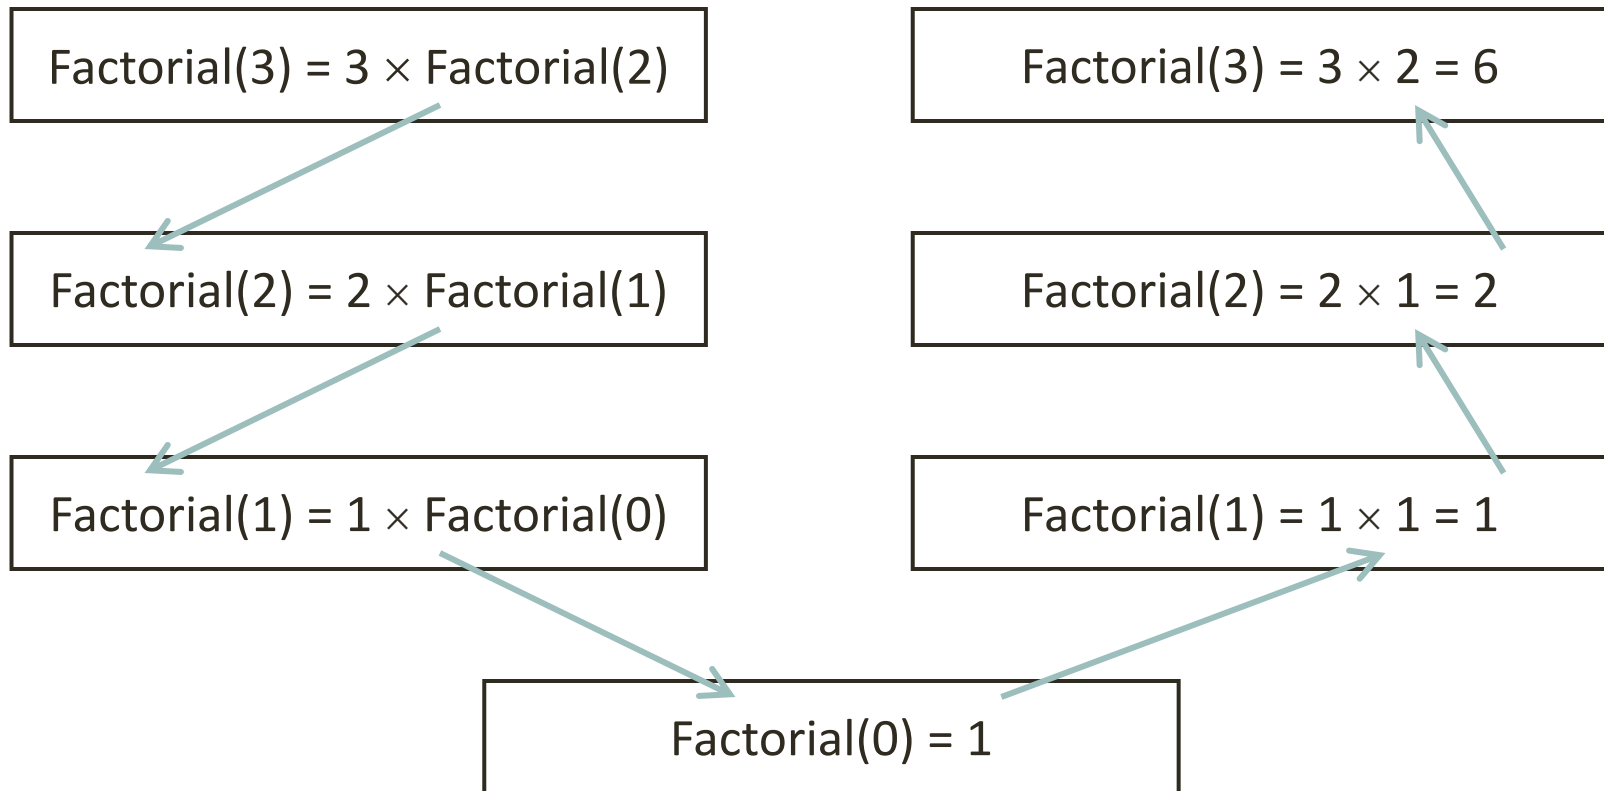 Factorial(3) = 3 × Factorial(2)
Factorial(2) = 2 × Factorial(1)
Factorial(1) = 1 × Factorial(0)
Factorial(0) = 1
Factorial(1) = 1 × 1 = 1
Factorial(2) = 2 × 1 = 2
Factorial(3) = 3 × 2 = 6